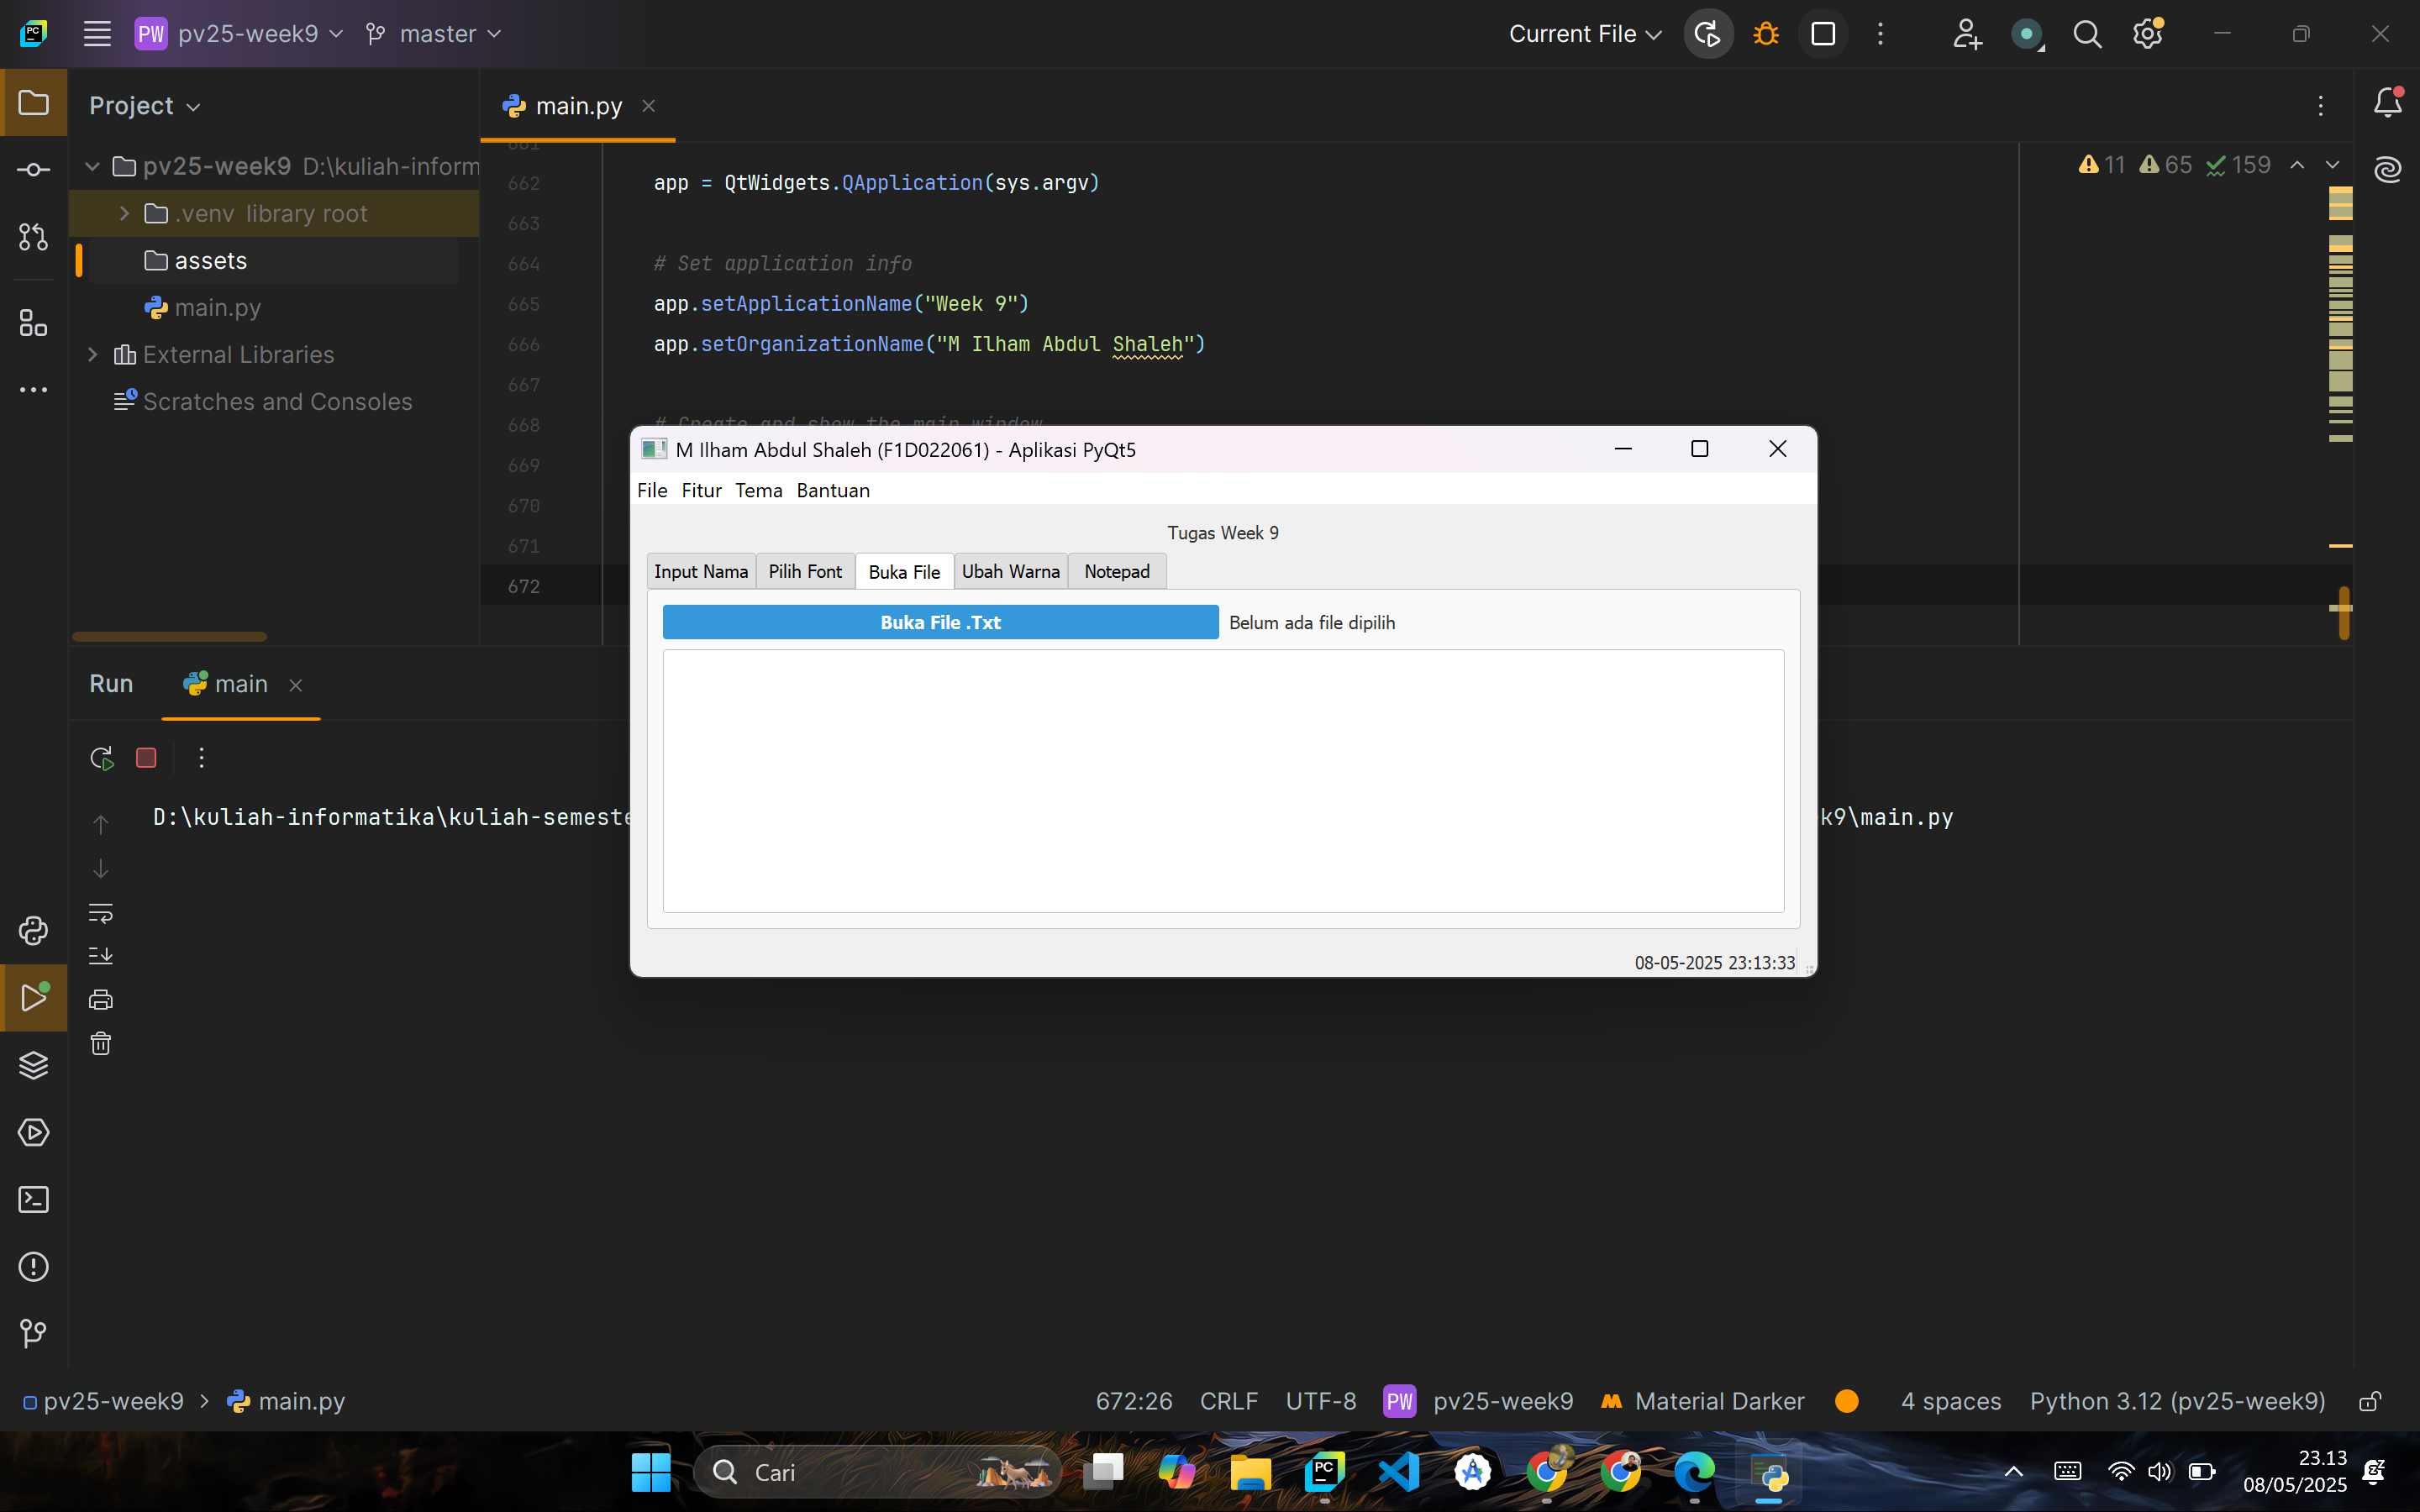 PC
PW pv25-week9
master
Current File
Project
main.py
pv25-week9 D:\kuliah-inform
.venv library root
assets
main.py
External Libraries
Scratches and Consoles
11 65 159
661
662 app = QtWidgets.QApplication(sys.argv)
663
664 # Set application info
665 app.setApplicationName("Week 9")
666 app.setOrganizationName("M Ilham Abdul Shaleh")
667
668 # Create and show the main window
669
670
671
672
M Ilham Abdul Shaleh (F1D022061) - Aplikasi PyQt5
File Fitur Tema Bantuan
Tugas Week 9
Input Nama Pilih Font Buka File Ubah Warna Notepad
Buka File .Txt Belum ada file dipilih
08-05-2025 23:13:33
Run main
D:\kuliah-informatika\kuliah-semeste
k9\main.py
pv25-week9 > main.py
672:26 CRLF UTF-8 PW pv25-week9 Material Darker 4 spaces Python 3.12 (pv25-week9)
Cari
PC
23.13
08/05/2025